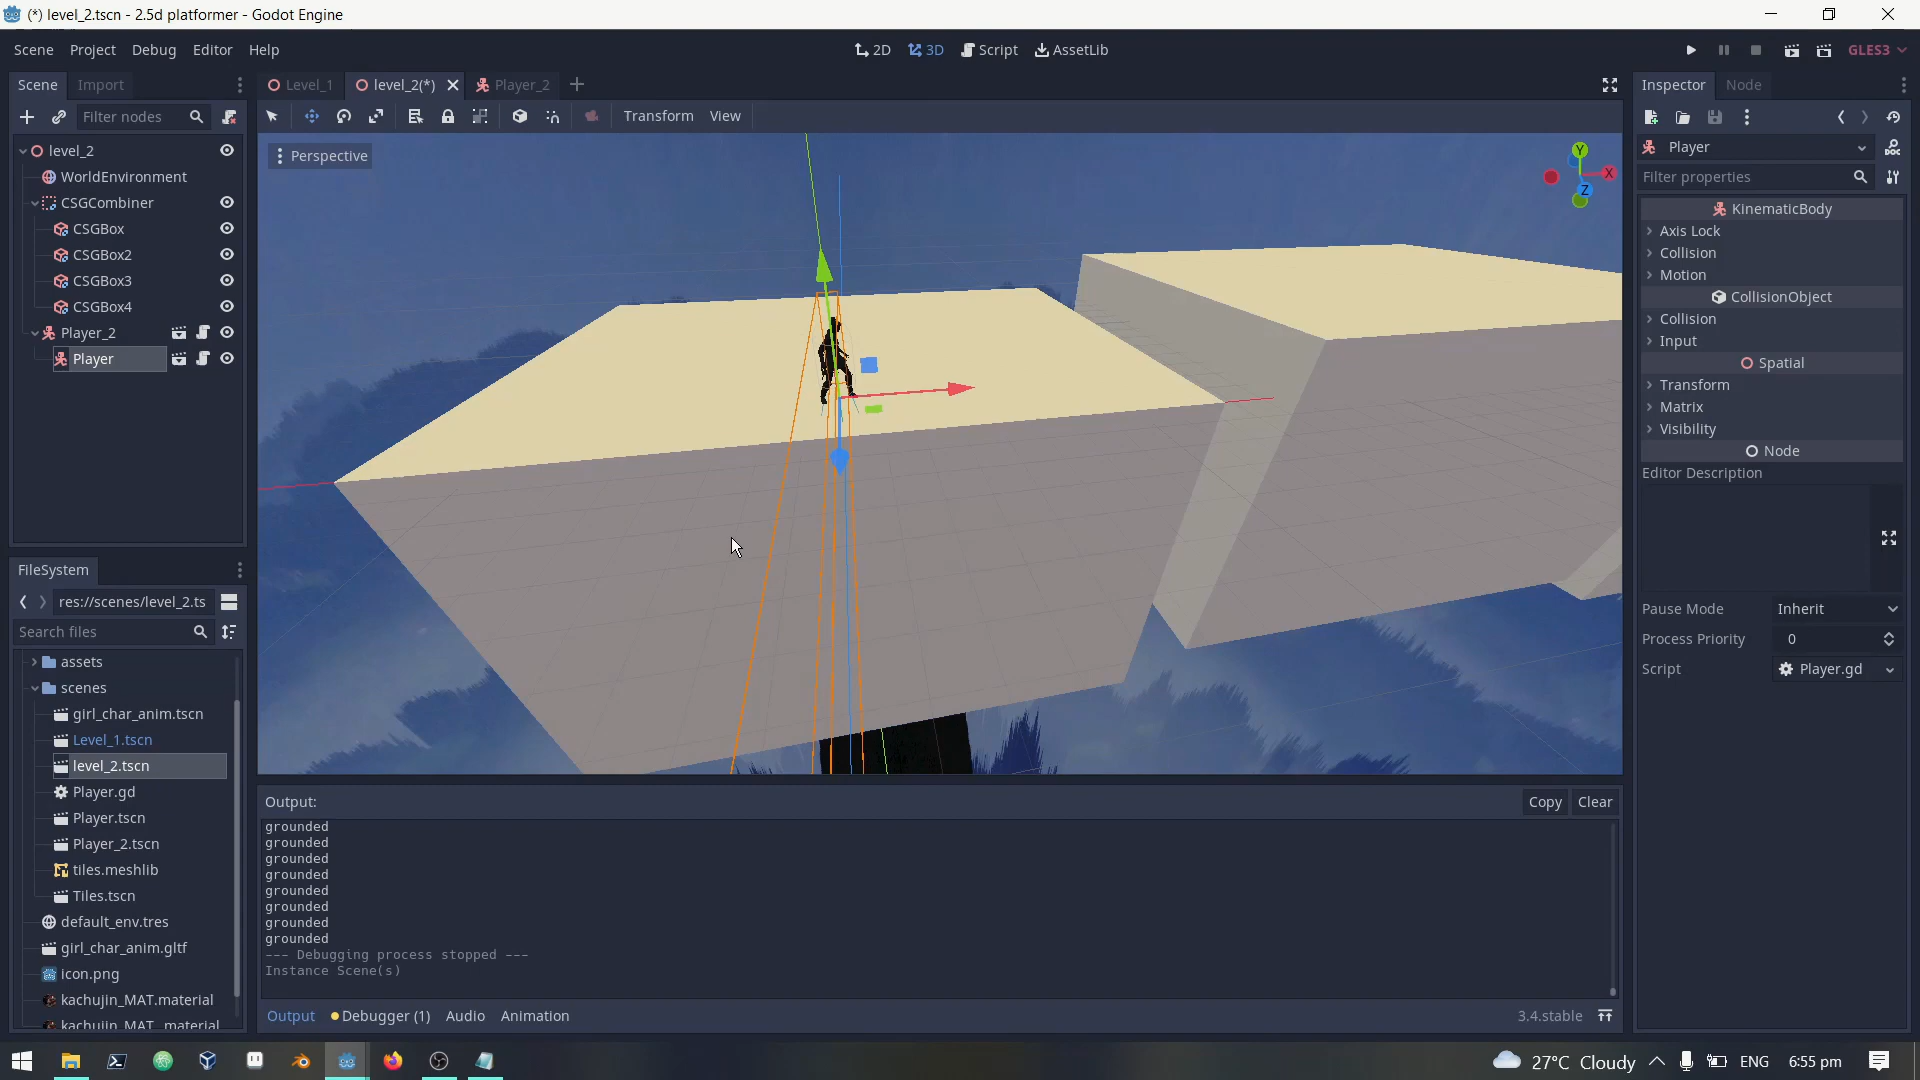 (*) level_2.tscn - 2.5d platformer - Godot Engine
Scene Project Debug Editor Help
2D 3D Script AssetLib
GLES3
Scene Import
Filter nodes
level_2
WorldEnvironment
CSGCombiner
CSGBox
CSGBox2
CSGBox3
CSGBox4
Player_2
Player
FileSystem
res://scenes/level_2.ts
Search files
assets
scenes
girl_char_anim.tscn
Level_1.tscn
level_2.tscn
Player.gd
Player.tscn
Player_2.tscn
tiles.meshlib
Tiles.tscn
default_env.tres
girl_char_anim.gltf
icon.png
kachujin_MAT.material
kachujin_MAT_.material
Level_1 level_2(*) Player_2
Transform View
Perspective
Y
X
Z
Output:
Copy Clear
grounded
grounded
grounded
grounded
grounded
grounded
grounded
grounded
--- Debugging process stopped ---
Instance Scene(s)
Output Debugger (1) Audio Animation
3.4.stable
Inspector Node
Player
Filter properties
KinematicBody
Axis Lock
Collision
Motion
CollisionObject
Collision
Input
Spatial
Transform
Matrix
Visibility
Node
Editor Description
Pause Mode Inherit
Process Priority 0
Script Player.gd
27°C Cloudy ENG 6:55 pm